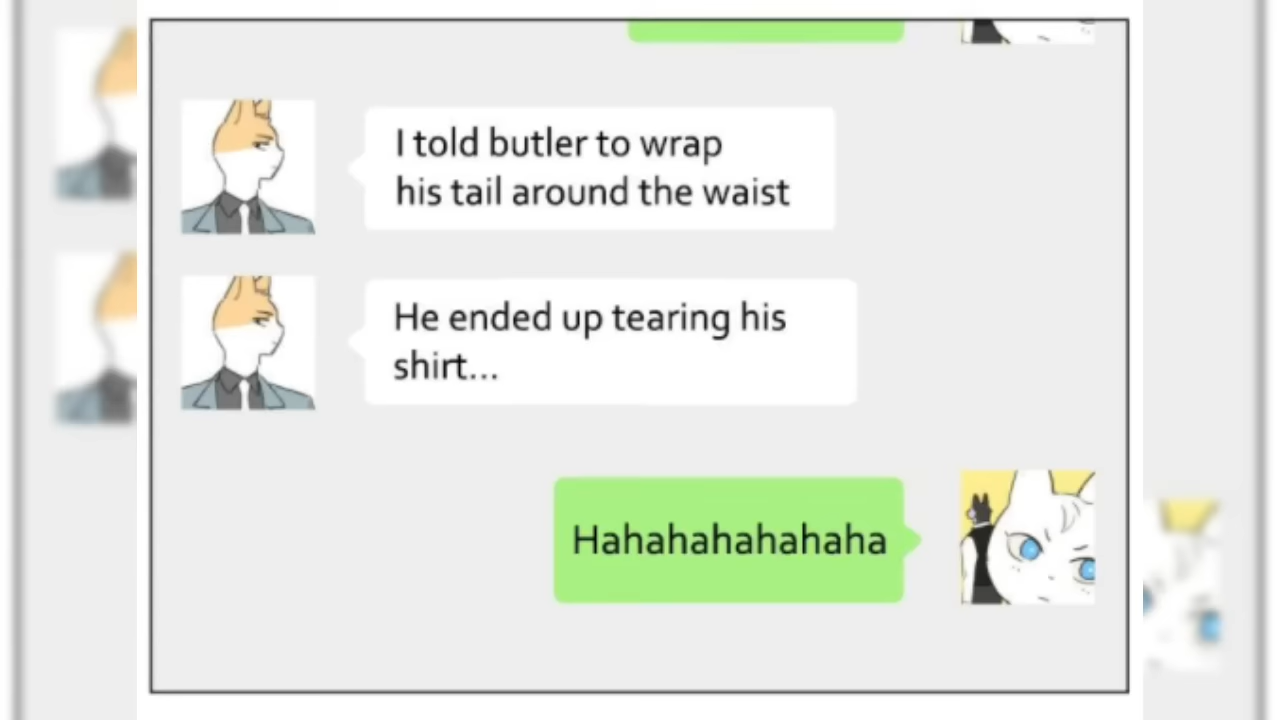 I told butler to wrap
his tail around the waist
He ended up tearing his
shirt...
Hahahahahahaha